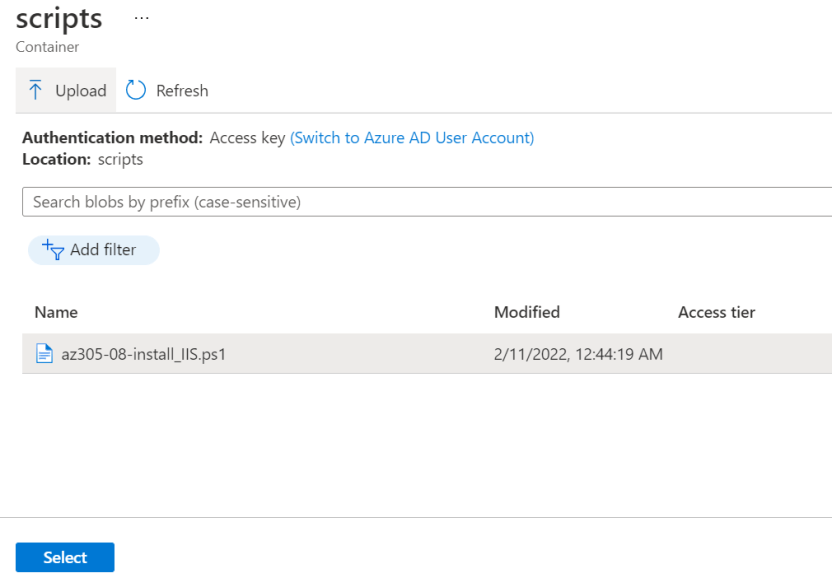 scripts ...
Container
Upload Refresh
Authentication method: Access key (Switch to Azure AD User Account)
Location: scripts
Search blobs by prefix (case-sensitive)
Add filter
Name Modified Access tier
az305-08-install_IIS.ps1 2/11/2022, 12:44:19 AM
Select